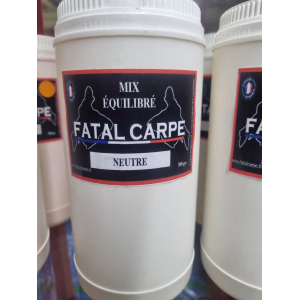 MIX
ÉQUILIBRÉ
FATAL CARPE
NEUTRE